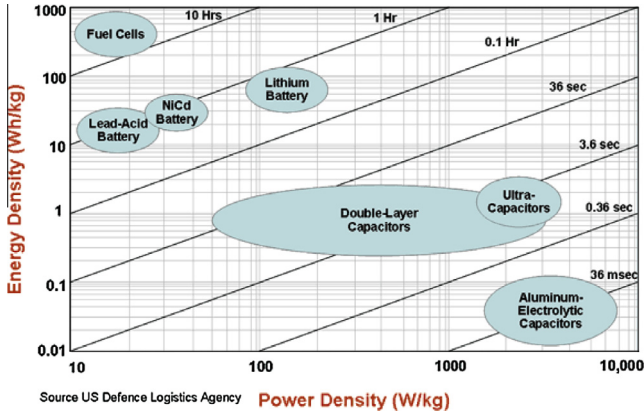 1000
100
10
1
0.1
0.01
Energy Density (Wh/kg)
10 Hrs
1 Hr
0.1 Hr
36 sec
3.6 sec
0.36 sec
36 msec
Fuel Cells
Lead-Acid
Battery
NiCd
Battery
Lithium
Battery
Double-Layer
Capacitors
Ultra-
Capacitors
Aluminum-
Electrolytic
Capacitors
10
100
1000
10,000
Source US Defence Logistics Agency
Power Density (W/kg)